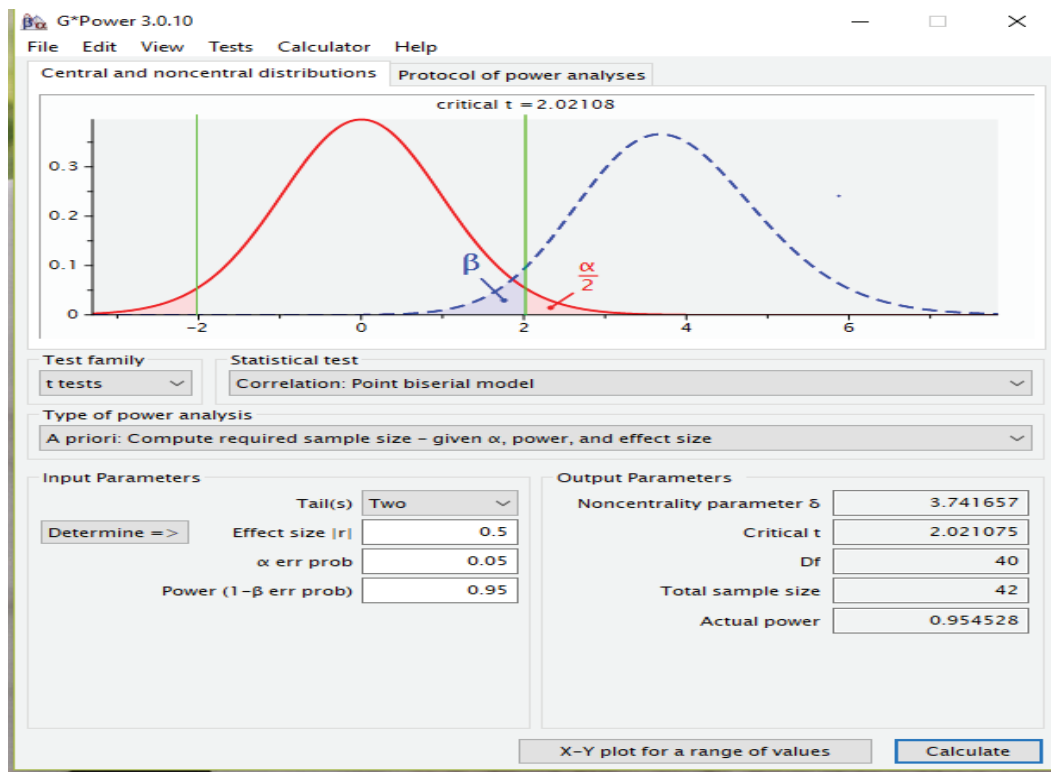 G*Power 3.0.10
File Edit View Tests Calculator Help
Central and noncentral distributions Protocol of power analyses
critical t = 2.02108
0.3
0.2
0.1
0
β
α
2
-2 0 2 4 6
Test family Statistical test
t tests Correlation: Point biserial model
Type of power analysis
A priori: Compute required sample size – given α, power, and effect size
Input Parameters Output Parameters
Tail(s) Two Noncentrality parameter δ 3.741657
Determine => Effect size |r| 0.5 Critical t 2.021075
α err prob 0.05 Df 40
Power (1-β err prob) 0.95 Total sample size 42
Actual power 0.954528
X-Y plot for a range of values Calculate